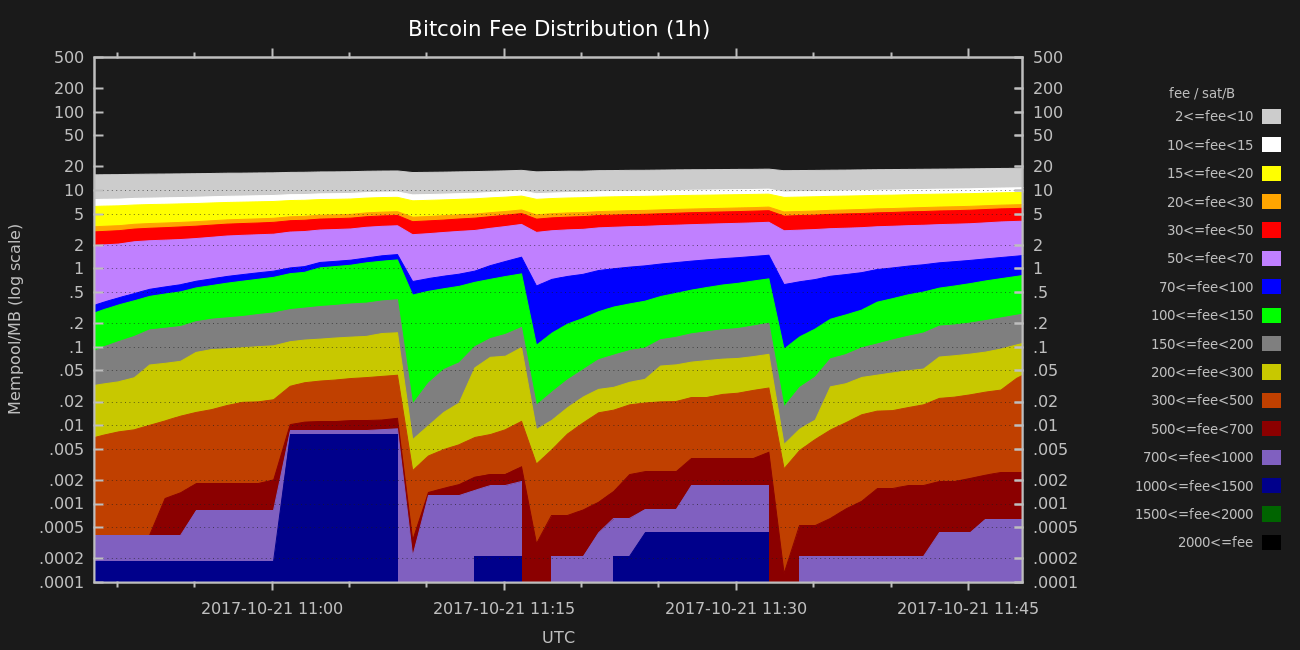 Bitcoin Fee Distribution (1h)
Mempool/MB (log scale)
500
200
100
50
20
10
5
2
1
.5
.2
.1
.05
.02
.01
.005
.002
.001
.0005
.0002
.0001
500
200
100
50
20
10
5
2
1
.5
.2
.1
.05
.02
.01
.005
.002
.001
.0005
.0002
.0001
2017-10-21 11:00
2017-10-21 11:15
2017-10-21 11:30
2017-10-21 11:45
UTC
fee / sat/B
2<=fee<10
10<=fee<15
15<=fee<20
20<=fee<30
30<=fee<50
50<=fee<70
70<=fee<100
100<=fee<150
150<=fee<200
200<=fee<300
300<=fee<500
500<=fee<700
700<=fee<1000
1000<=fee<1500
1500<=fee<2000
2000<=fee